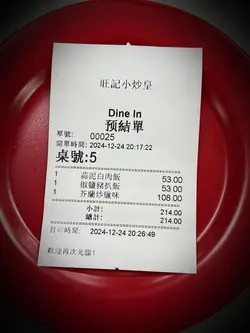 旺記小炒皇
Dine In
预結單
單號: 00025
開單時間: 2024-12-24 20:17:22
桌號:5
1 蒜泥白肉飯 53.00
1 椒鹽豬扒飯 53.00
1 芥蘭炒臘味 108.00
小計: 214.00
總計: 214.00
打印時間: 2024-12-24 20:26:49
歡迎再次光臨!